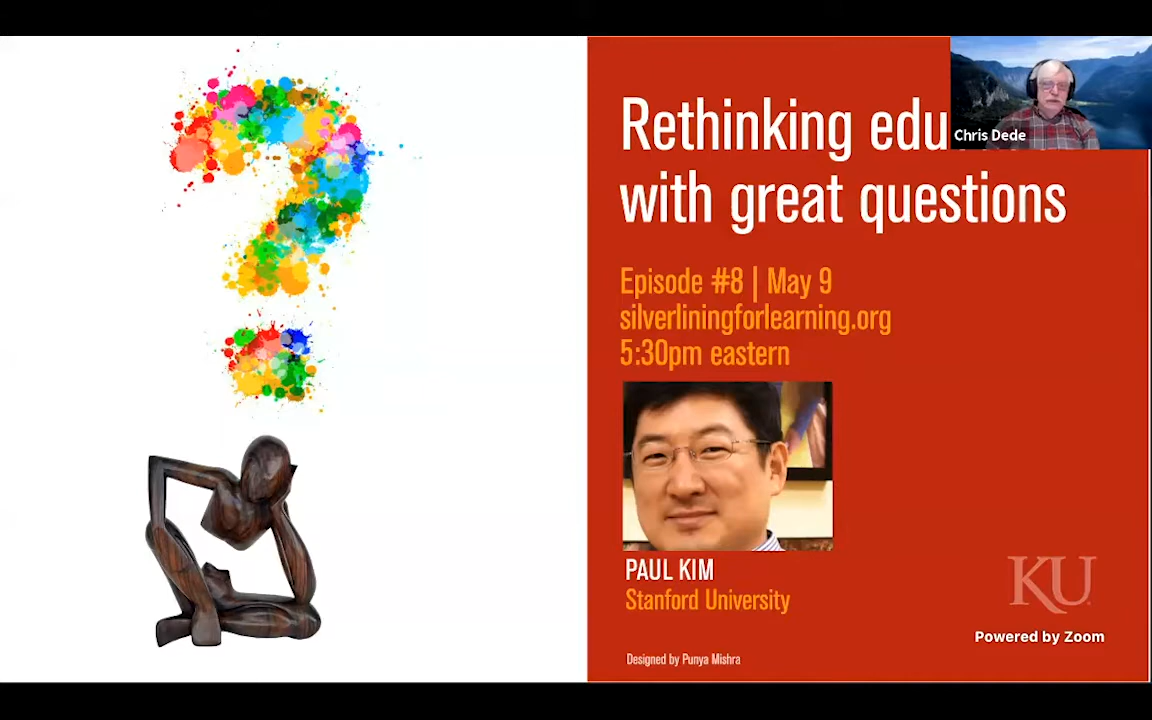 Rethinking edu
with great questions
Chris Dede
Episode #8 | May 9
silverliningforlearning.org
5:30pm eastern
PAUL KIM
Stanford University
KU
Powered by Zoom
Designed by Punya Mishra